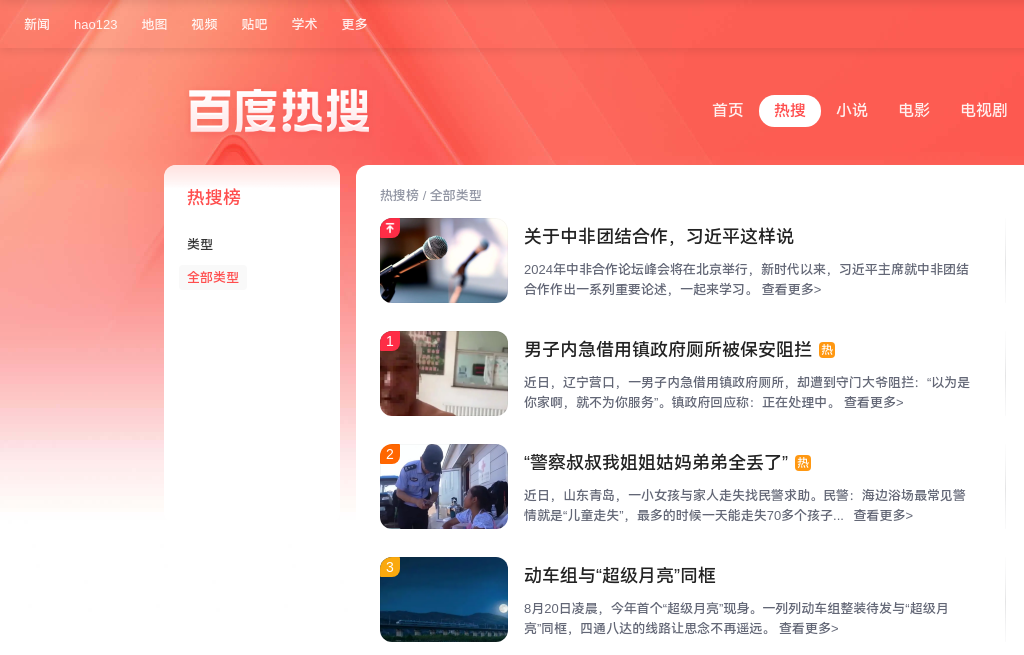 新闻 hao123 地图 视频 贴吧 学术 更多
百度热搜
首页 热搜 小说 电影 电视剧
热搜榜
类型
全部类型
热搜榜 / 全部类型
关于中非团结合作，习近平这样说
2024年中非合作论坛峰会将在北京举行，新时代以来，习近平主席就中非团结
合作作出一系列重要论述，一起来学习。 查看更多>
1
男子内急借用镇政府厕所被保安阻拦 热
近日，辽宁营口，一男子内急借用镇政府厕所，却遭到守门大爷阻拦：“以为是
你家啊，就不为你服务”。镇政府回应称：正在处理中。 查看更多>
2
“警察叔叔我姐姐姑妈弟弟全丢了” 热
近日，山东青岛，一小女孩与家人走失找民警求助。民警：海边浴场最常见警
情就是“儿童走失”，最多的时候一天能走失70多个孩子... 查看更多>
3
动车组与“超级月亮”同框
8月20日凌晨，今年首个“超级月亮”现身。一列列动车组整装待发与“超级月
亮”同框，四通八达的线路让思念不再遥远。 查看更多>